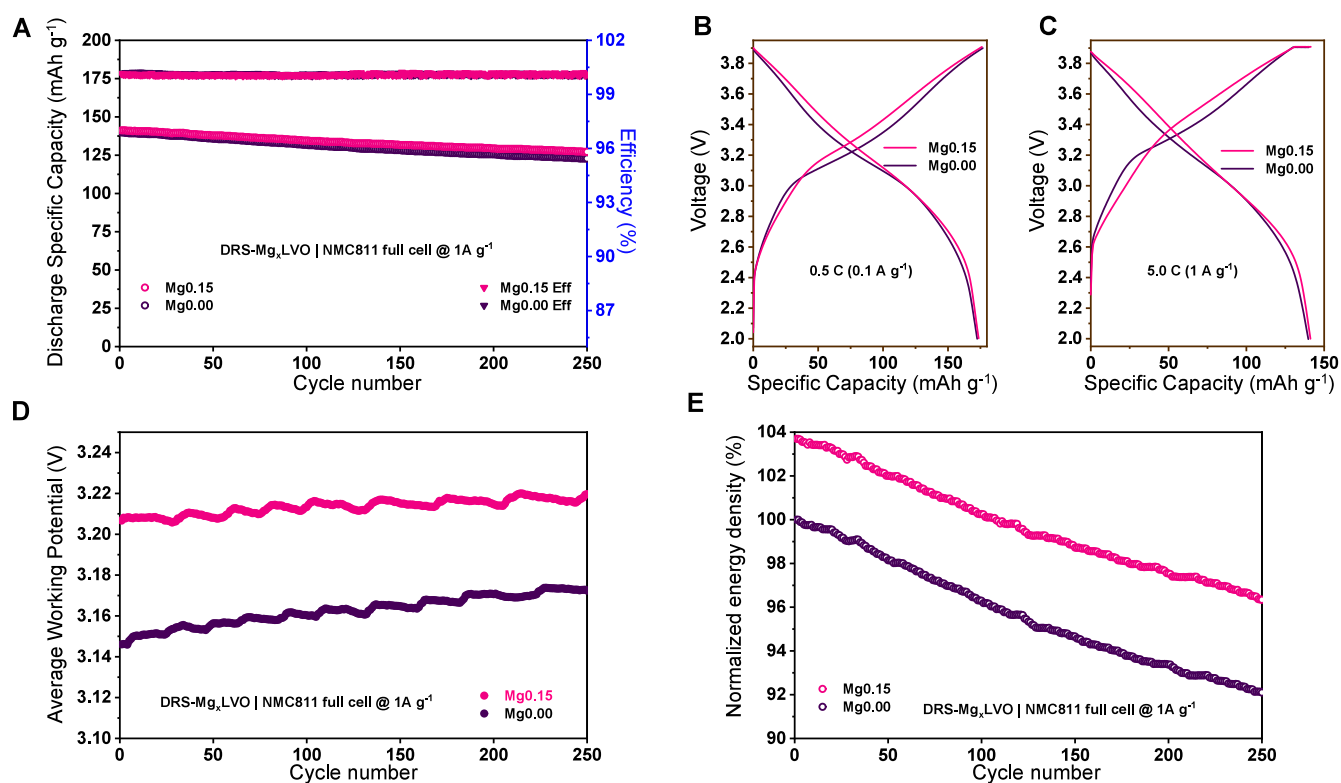 A
Discharge Specific Capacity (mAh g⁻¹)
200
175
150
125
100
75
50
25
0
102
100
98
96
95
93
92
90
87
Efficiency (%)
DRS-MgₓLVO | NMC811 full cell @ 1A g⁻¹
Mg0.15
Mg0.00
Mg0.15 Eff
Mg0.00 Eff
0 50 100 150 200 250
Cycle number
B
Voltage (V)
3.8
3.6
3.4
3.2
3.0
2.8
2.6
2.4
2.2
2.0
Mg0.15
Mg0.00
0.5 C (0.1 A g⁻¹)
0 50 100 150
Specific Capacity (mAh g⁻¹)
C
Voltage (V)
3.8
3.6
3.4
3.2
3.0
2.8
2.6
2.4
2.2
2.0
Mg0.15
Mg0.00
5.0 C (1 A g⁻¹)
0 50 100 150
Specific Capacity (mAh g⁻¹)
D
Average Working Potential (V)
3.24
3.22
3.20
3.18
3.16
3.14
3.12
3.10
DRS-MgₓLVO | NMC811 full cell @ 1A g⁻¹
Mg0.15
Mg0.00
0 50 100 150 200 250
Cycle number
E
Normalized energy density (%)
104
102
100
98
96
94
92
90
Mg0.15
Mg0.00
DRS-MgₓLVO | NMC811 full cell @ 1A g⁻¹
0 50 100 150 200 250
Cycle number